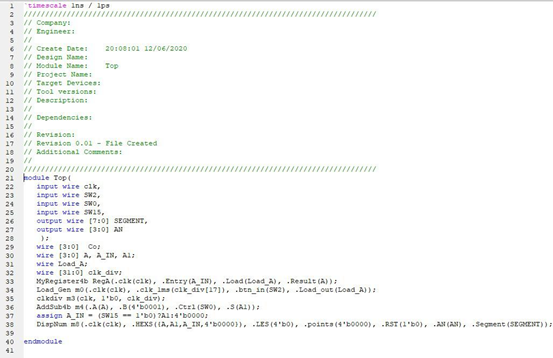 1 `timescale 1ns / 1ps
2 ////////////////////////////////////////////////////////////////////////////////
3 // Company:
4 // Engineer:
5 //
6 // Create Date:    20:08:01 12/06/2020
7 // Design Name:
8 // Module Name:    Top
9 // Project Name:
10 // Target Devices:
11 // Tool versions:
12 // Description:
13 //
14 // Dependencies:
15 //
16 // Revision:
17 // Revision 0.01 - File Created
18 // Additional Comments:
19 //
20 ////////////////////////////////////////////////////////////////////////////////
21 module Top(
22 input wire clk,
23 input wire SW2,
24 input wire SW0,
25 input wire SW15,
26 output wire [7:0] SEGMENT,
27 output wire [3:0] AN
28 );
29 wire [3:0]  Co;
30 wire [3:0] A, A_IN, A1;
31 wire Load_A;
32 wire [31:0] clk_div;
33 MyRegister4b RegA(.clk(clk), .Entry(A_IN), .Load(Load_A), .Result(A));
34 Load_Gen m0(.clk(clk), .clk_1ms(clk_div[17]), .btn_in(SW2), .Load_out(Load_A));
35 clkdiv m3(clk, 1'b0, clk_div);
36 AddSub4b m4(.A(A), .B(4'b0001), .Ctrl(SW0), .S(A1));
37 assign A_IN = (SW15 == 1'b0)?A1:4'b0000;
38 DispNum m8(.clk(clk), .HEXS({A,A1,A_IN,4'b0000}), .LES(4'b0), .points(4'b0000), .RST(1'b0), .AN(AN), .Segment(SEGMENT));
39
40 endmodule
41